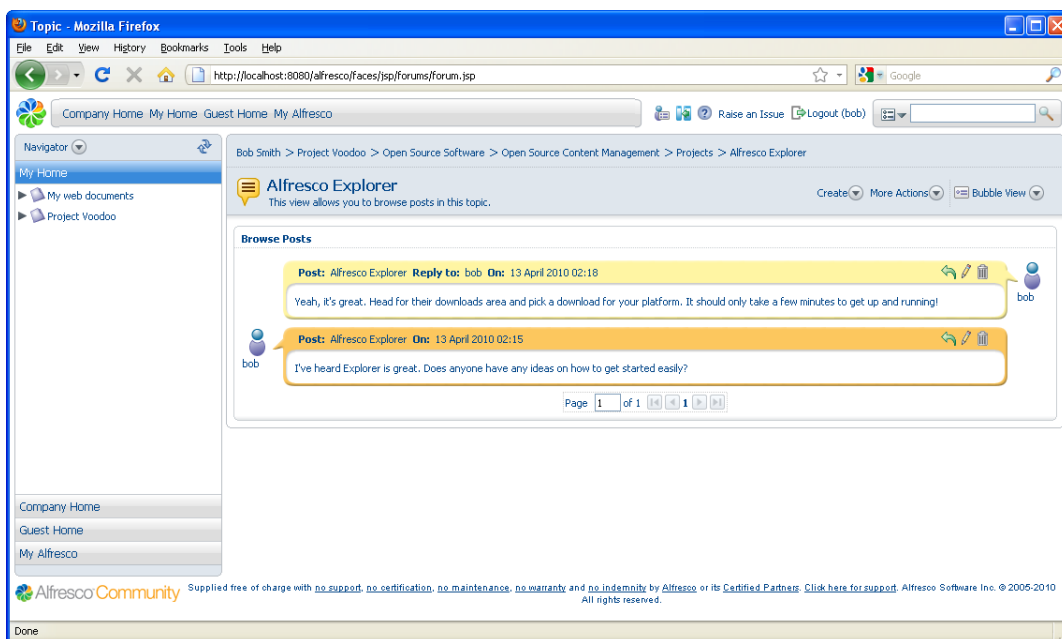 Topic - Mozilla Firefox
File Edit View History Bookmarks Tools Help
http://localhost:8080/alfresco/faces/jsp/forums/forum.jsp
Google
Company Home My Home Guest Home My Alfresco
Raise an Issue Logout (bob)
Navigator
My Home
My web documents
Project Voodoo
Bob Smith > Project Voodoo > Open Source Software > Open Source Content Management > Projects > Alfresco Explorer
Alfresco Explorer
This view allows you to browse posts in this topic.
Create More Actions Bubble View
Browse Posts
Post: Alfresco Explorer Reply to: bob On: 13 April 2010 02:18
Yeah, it's great. Head for their downloads area and pick a download for your platform. It should only take a few minutes to get up and running!
bob
Post: Alfresco Explorer On: 13 April 2010 02:15
I've heard Explorer is great. Does anyone have any ideas on how to get started easily?
bob
Page 1 of 1 1
Company Home
Guest Home
My Alfresco
Alfresco Community
Supplied free of charge with no support, no certification, no maintenance, no warranty and no indemnity by Alfresco or its Certified Partners. Click here for support. Alfresco Software Inc. © 2005-2010
All rights reserved.
Done